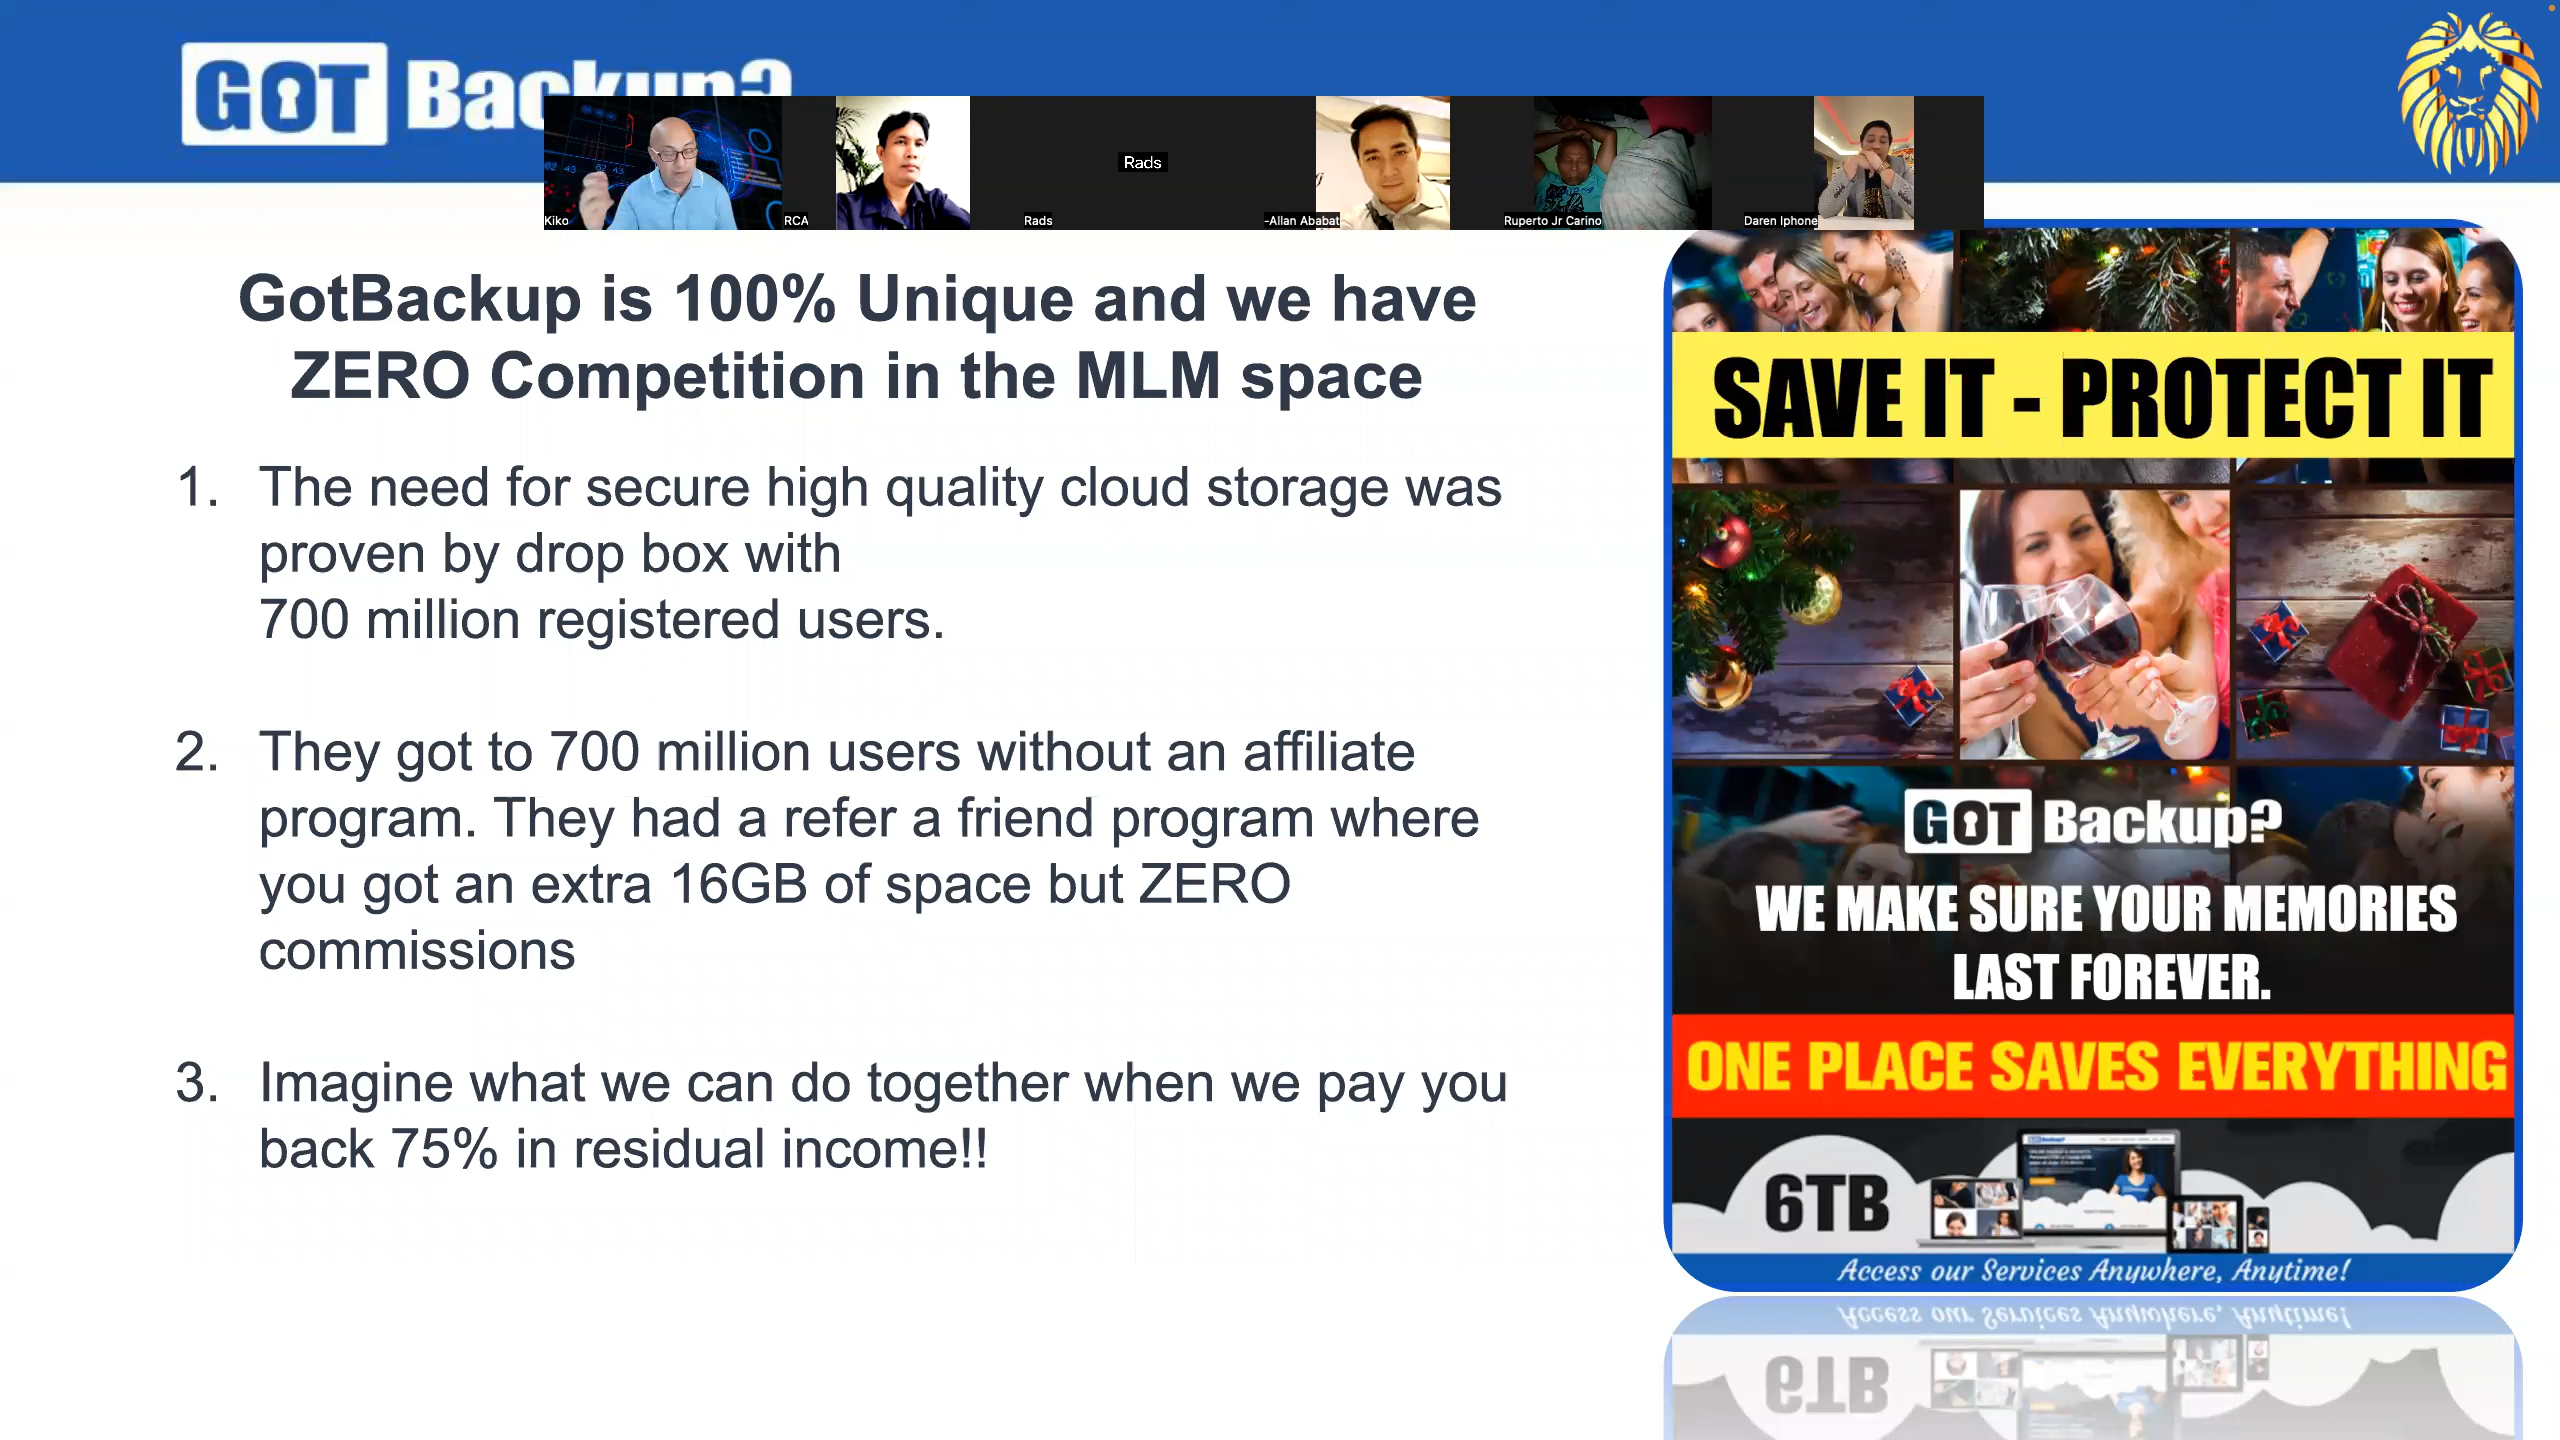 GOT Backup?
Kiko
RCA
Rads
Rads
-Allan Ababat
Ruperto Jr Carino
Daren Iphone
GotBackup is 100% Unique and we have
ZERO Competition in the MLM space
1. The need for secure high quality cloud storage was
proven by drop box with
700 million registered users.
2. They got to 700 million users without an affiliate
program. They had a refer a friend program where
you got an extra 16GB of space but ZERO
commissions
3. Imagine what we can do together when we pay you
back 75% in residual income!!
SAVE IT - PROTECT IT
GOT Backup?
WE MAKE SURE YOUR MEMORIES
LAST FOREVER.
ONE PLACE SAVES EVERYTHING
6TB
Access our Services Anywhere, Anytime!